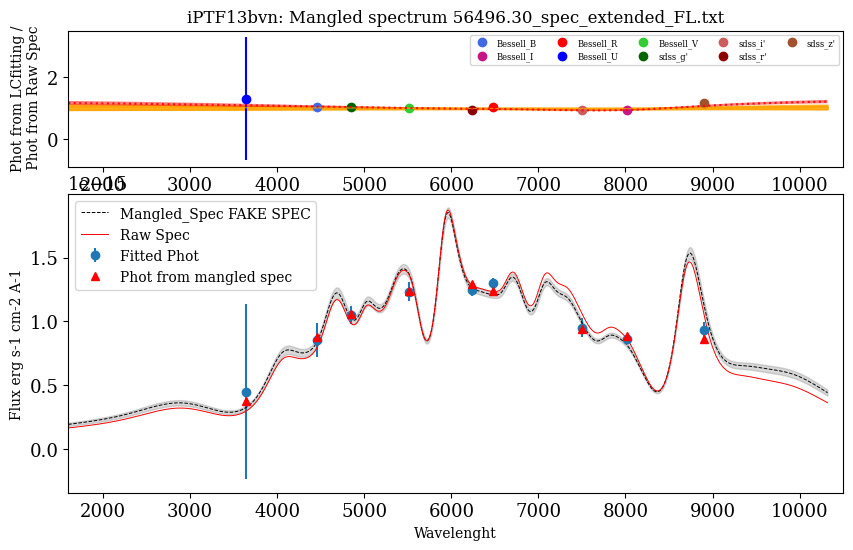 iPTF13bvn: Mangled spectrum 56496.30_spec_extended_FL.txt
Phot from LCfitting /
Phot from Raw Spec
2
0
Bessell_B Bessell_R Bessell_V sdss_i' sdss_z'
Bessell_I Bessell_U sdss_g' sdss_r'
2000 3000 4000 5000 6000 7000 8000 9000 10000
1e−15
Flux erg s-1 cm-2 A-1
1.5
1.0
0.5
0.0
Mangled_Spec FAKE SPEC
Raw Spec
Fitted Phot
Phot from mangled spec
2000 3000 4000 5000 6000 7000 8000 9000 10000
Wavelenght